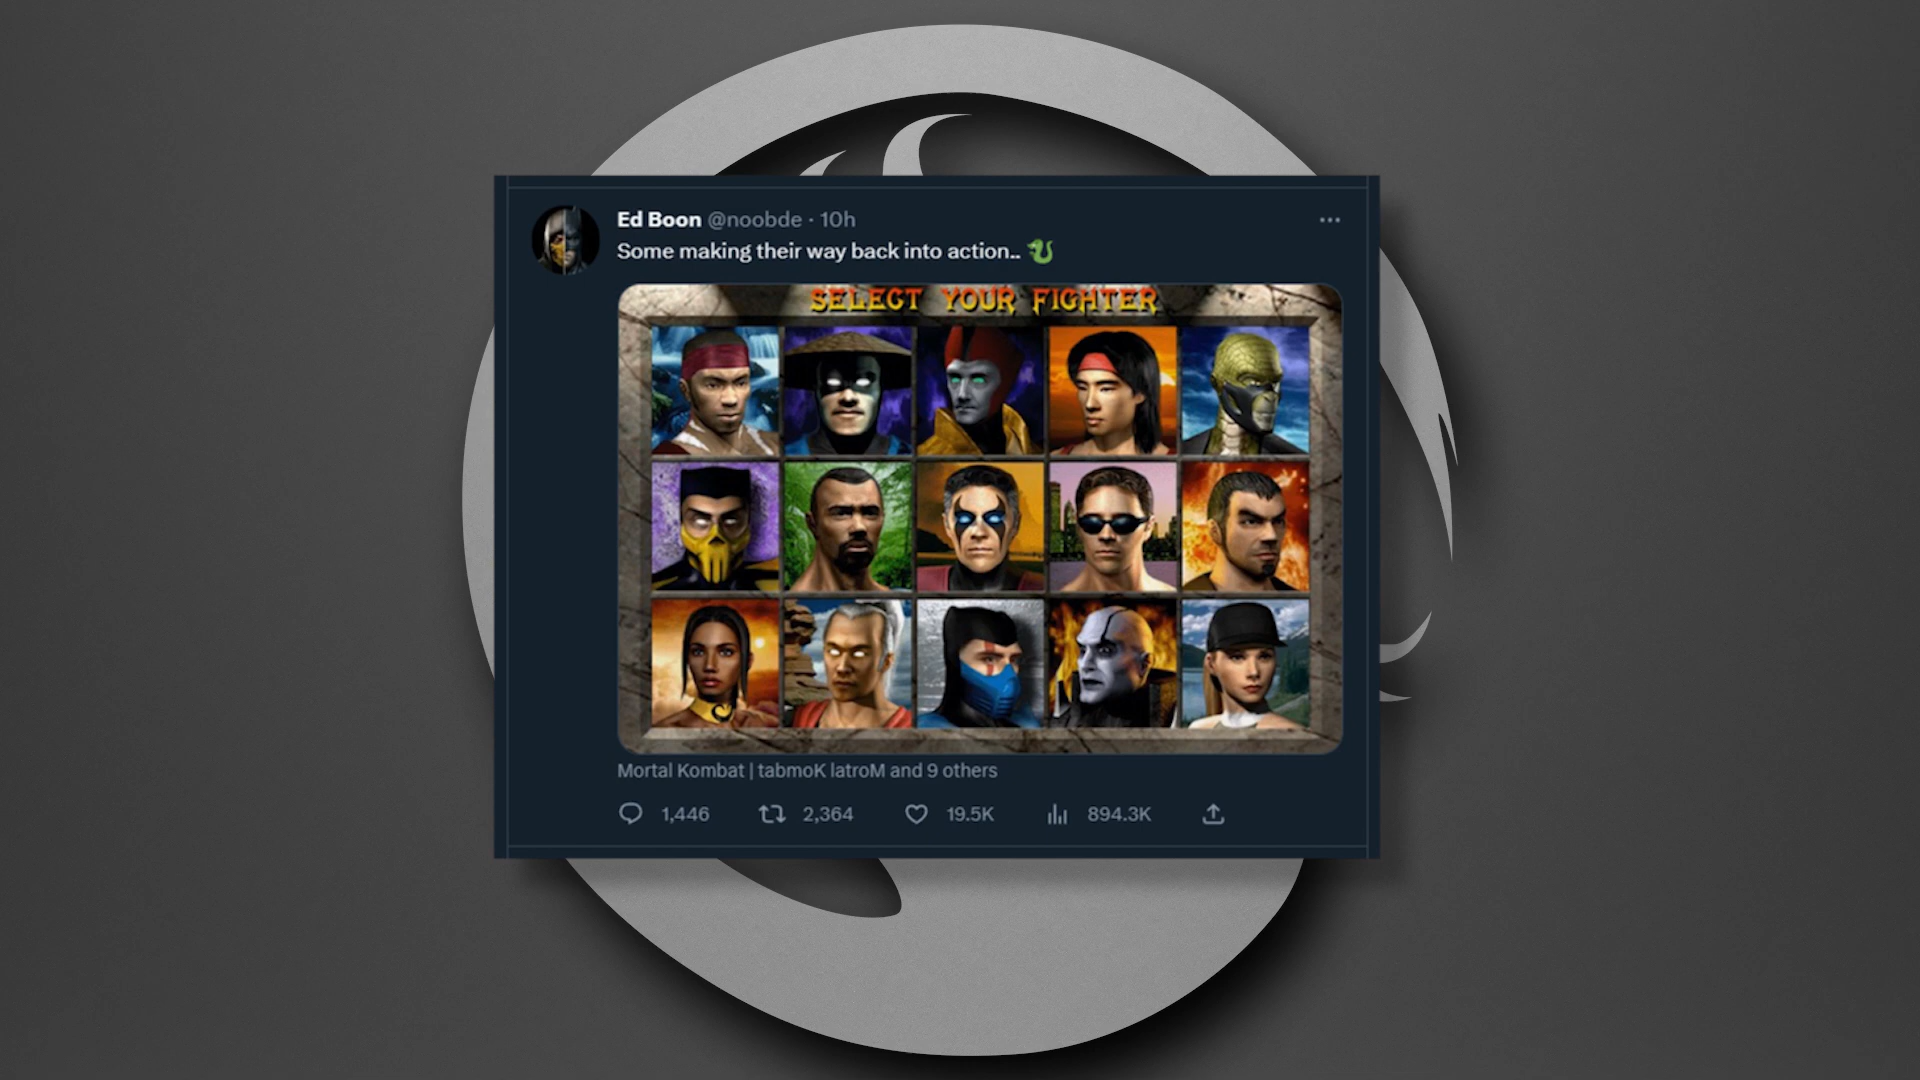 Ed Boon @noobde · 10h
Some making their way back into action.. 🐉
SELECT YOUR FIGHTER
Mortal Kombat | tabmoK latroM and 9 others
1,446 2,364 19.5K 894.3K